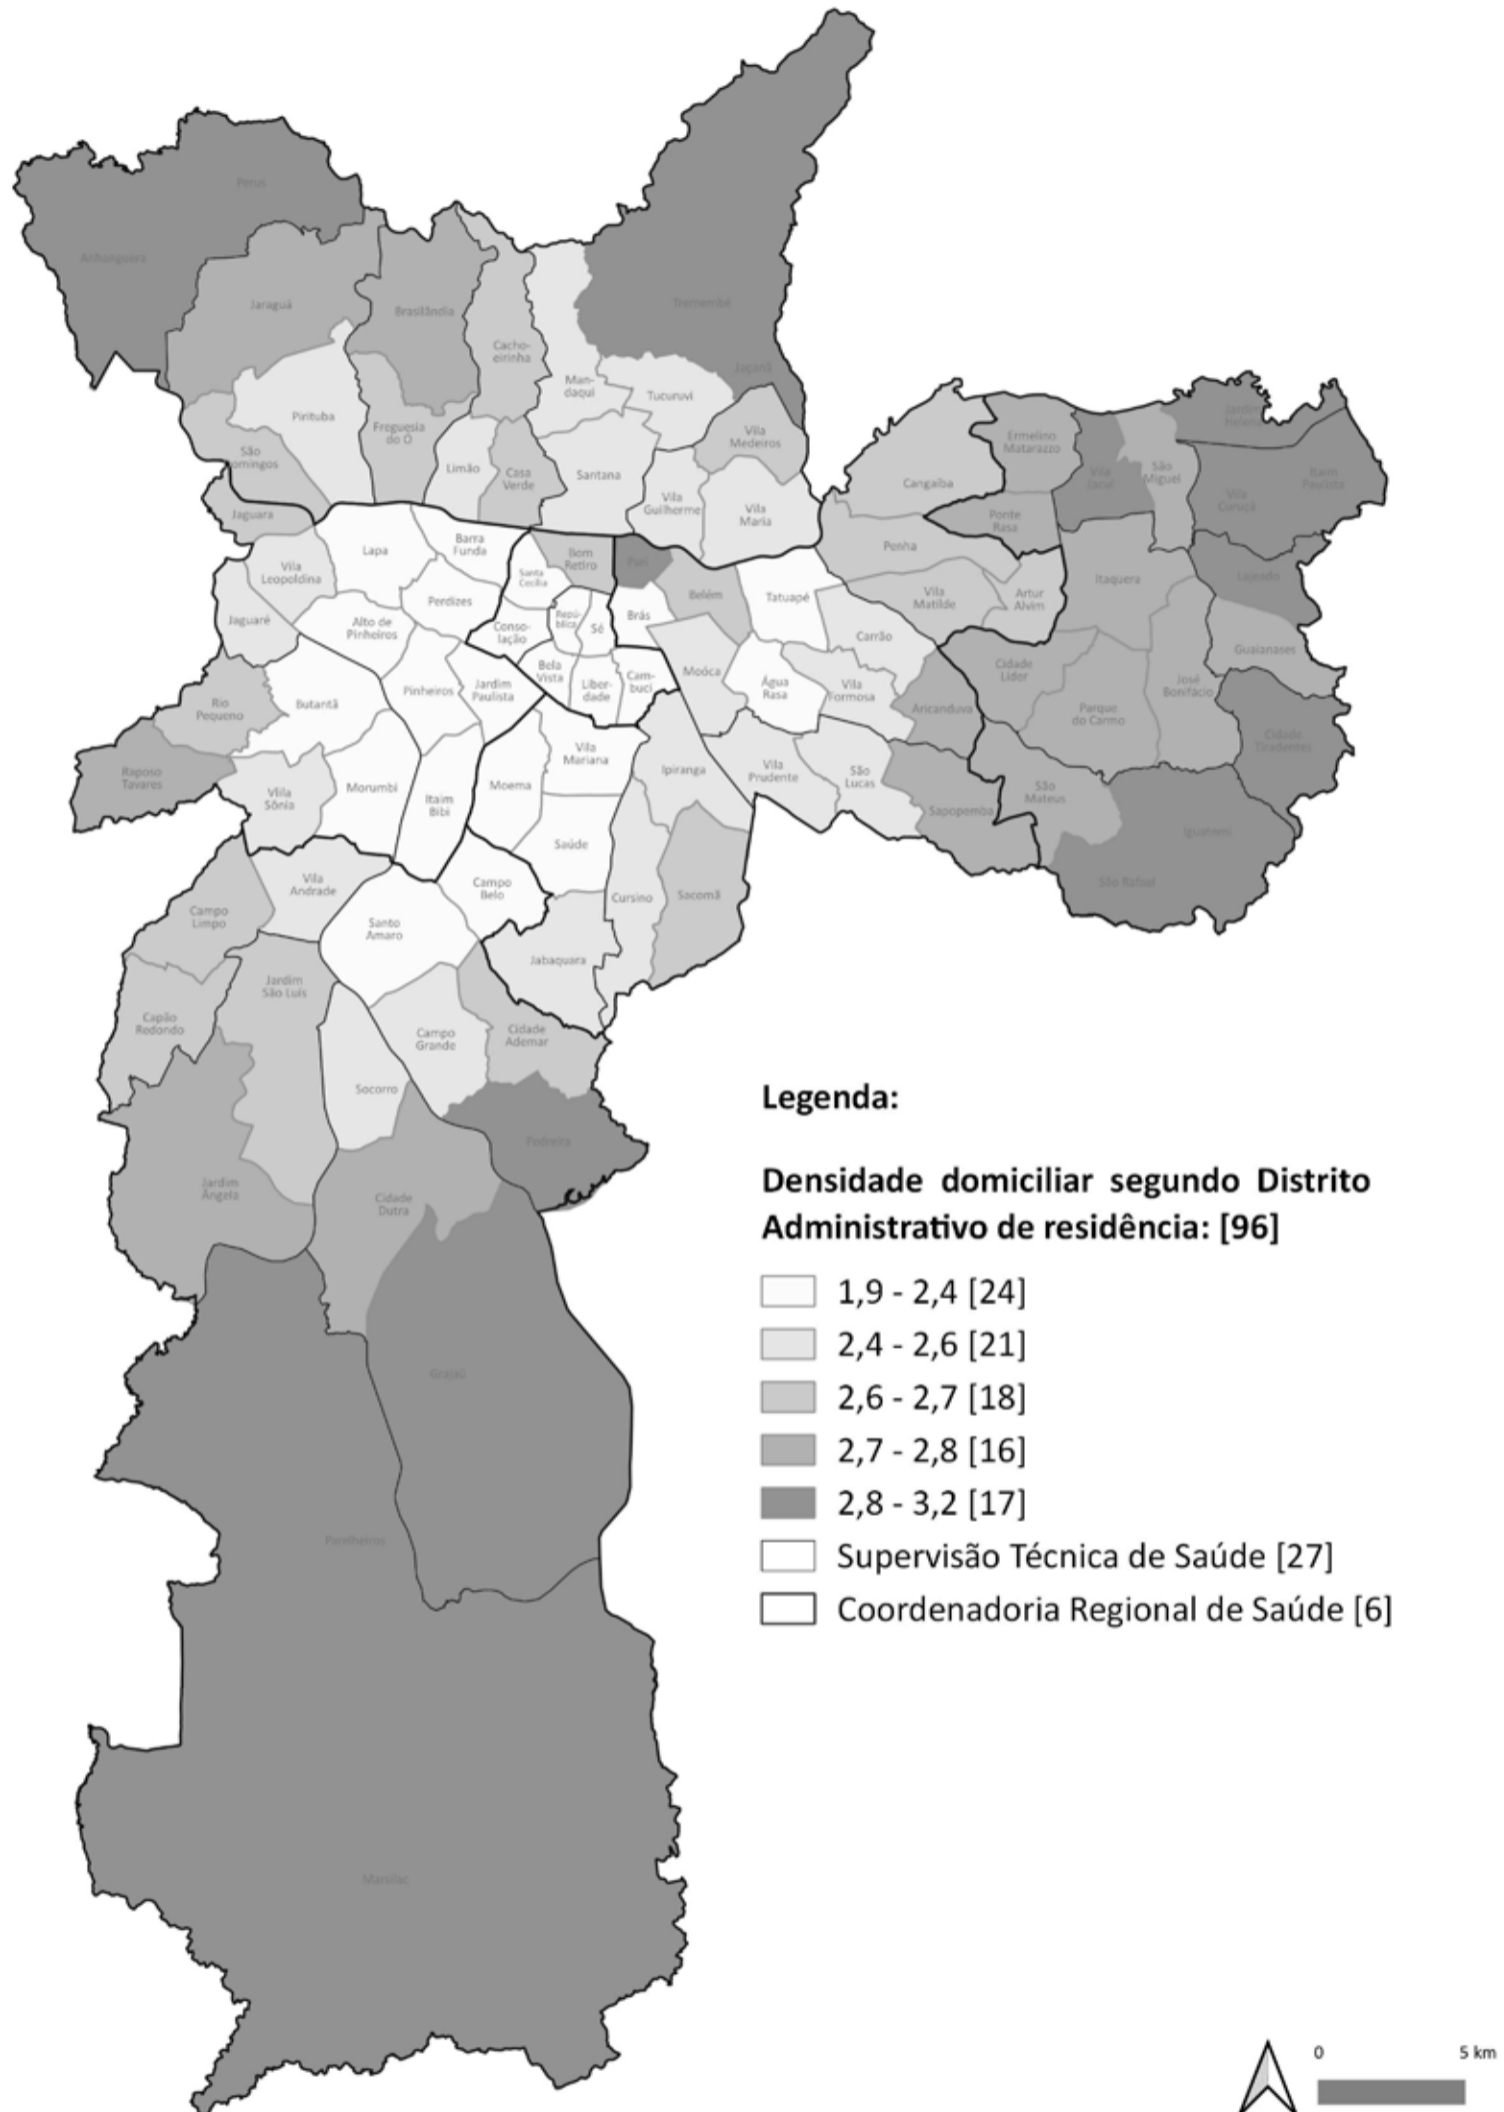 Perus
Anhanguera
Jaraguá
Brasilândia
Tremembé
Cacho-
eirinha
Jaçanã
Man-
daqui
Tucuruvi
Pirituba
Freguesia
do Ó
Vila
Medeiros
São
omingos
Limão
Casa
Verde
Santana
Vila
Guilherme
Vila
Maria
Cangaíba
Ermelino
Matarazzo
Vila
Jacuí
São
Miguel
Jardim
Helena
Vila
Curuçá
Itaim
Paulista
Jaguara
Lapa
Barra
Funda
Bom
Retiro
Pari
Penha
Ponte
Rasa
Vila
Leopoldina
Santa
Cecília
Perdizes
Belém
Tatuapé
Vila
Matilde
Artur
Alvim
Itaquera
Lajeado
Jaguaré
Alto de
Pinheiros
Conso-
lação
Repú-
blica
Sé
Brás
Carrão
Guaianases
Rio
Pequeno
Butantã
Pinheiros
Jardim
Paulista
Bela
Vista
Liber-
dade
Cam-
buci
Moóca
Água
Rasa
Vila
Formosa
Aricanduva
Cidade
Líder
Parque
do Carmo
José
Bonifácio
Cidade
Tiradentes
Raposo
Tavares
Vlila
Sônia
Morumbi
Itaim
Bibi
Moema
Vila
Mariana
Ipiranga
Vila
Prudente
São
Lucas
Sapopemba
São
Mateus
Iguatemi
São Rafael
Saúde
Vila
Andrade
Campo
Belo
Cursino
Sacomã
Campo
Limpo
Santo
Amaro
Jabaquara
Jardim
São Luís
Capão
Redondo
Campo
Grande
Cidade
Ademar
Socorro
Pedreira
Jardim
Ângela
Cidade
Dutra
Grajaú
Parelheiros
Marsilac
Legenda:
Densidade domiciliar segundo Distrito
Administrativo de residência: [96]
1,9 - 2,4 [24]
2,4 - 2,6 [21]
2,6 - 2,7 [18]
2,7 - 2,8 [16]
2,8 - 3,2 [17]
Supervisão Técnica de Saúde [27]
Coordenadoria Regional de Saúde [6]
0 5 km